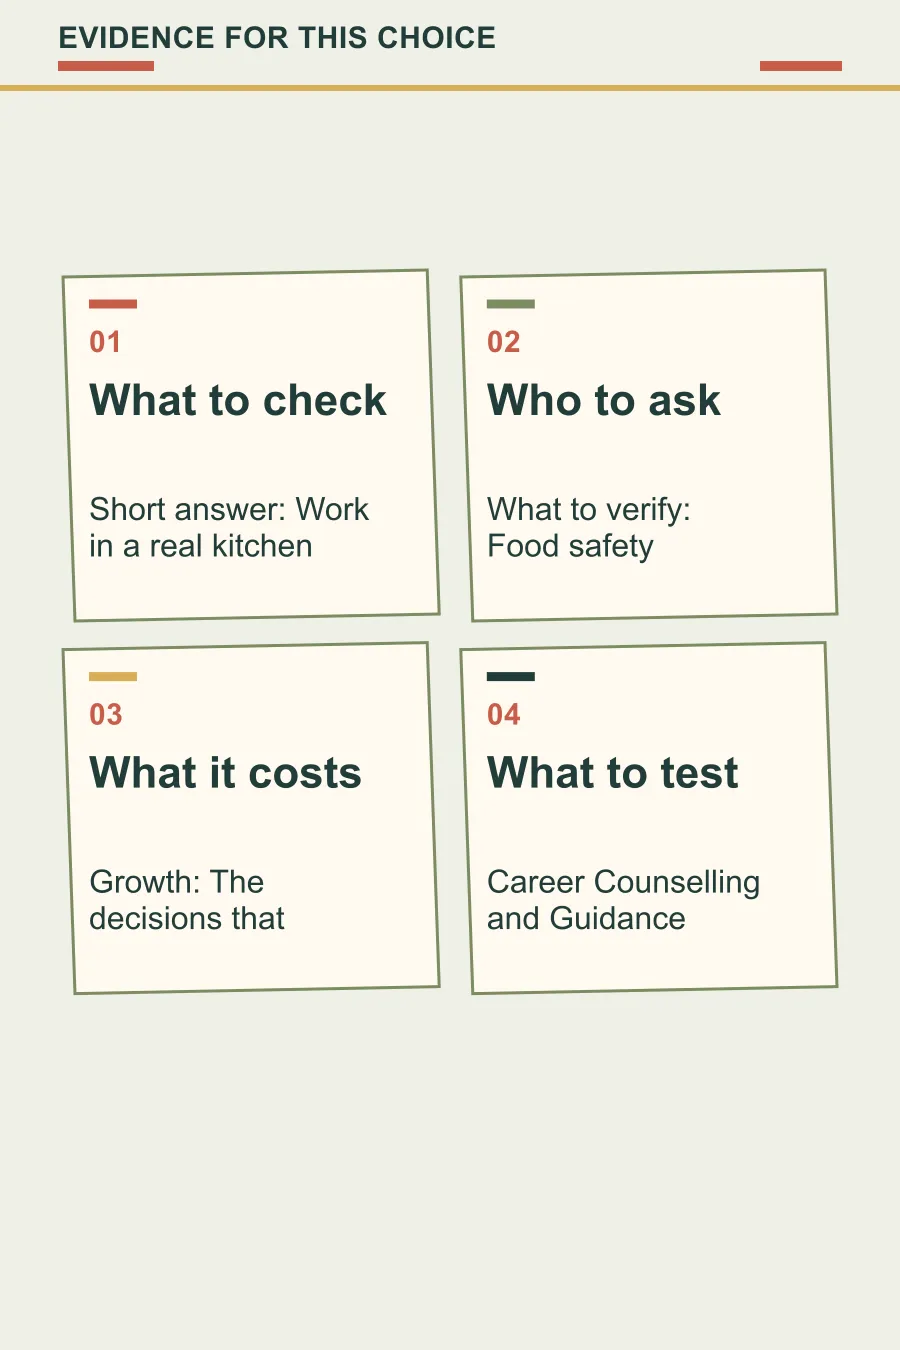 EVIDENCE FOR THIS CHOICE
01
What to check
Short answer: Work
in a real kitchen
02
Who to ask
What to verify:
Food safety
03
What it costs
Growth: The
decisions that
04
What to test
Career Counselling
and Guidance